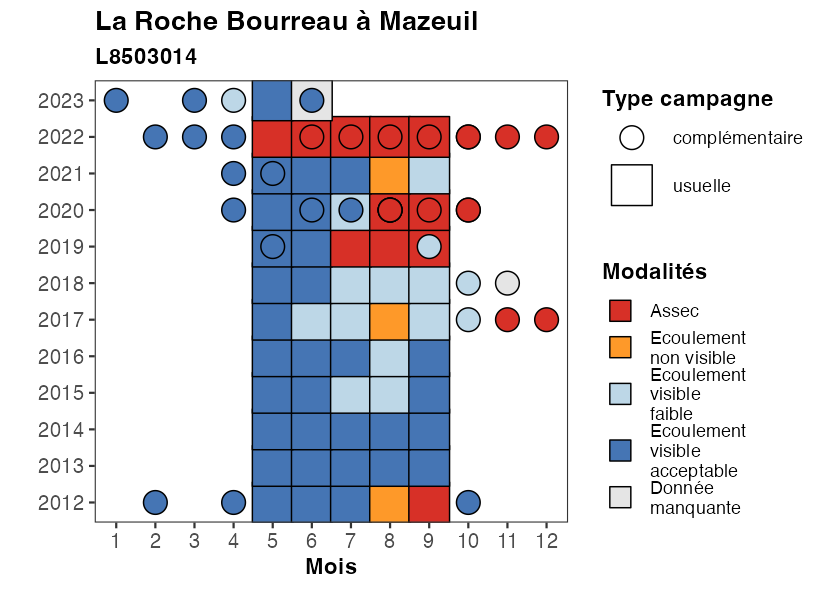 La Roche Bourreau à Mazeuil
L8503014
2023
2022
2021
2020
2019
2018
2017
2016
2015
2014
2013
2012
1 2 3 4 5 6 7 8 9 10 11 12
Mois
Type campagne
complémentaire
usuelle
Modalités
Assec
Ecoulement
non visible
Ecoulement
visible
faible
Ecoulement
visible
acceptable
Donnée
manquante